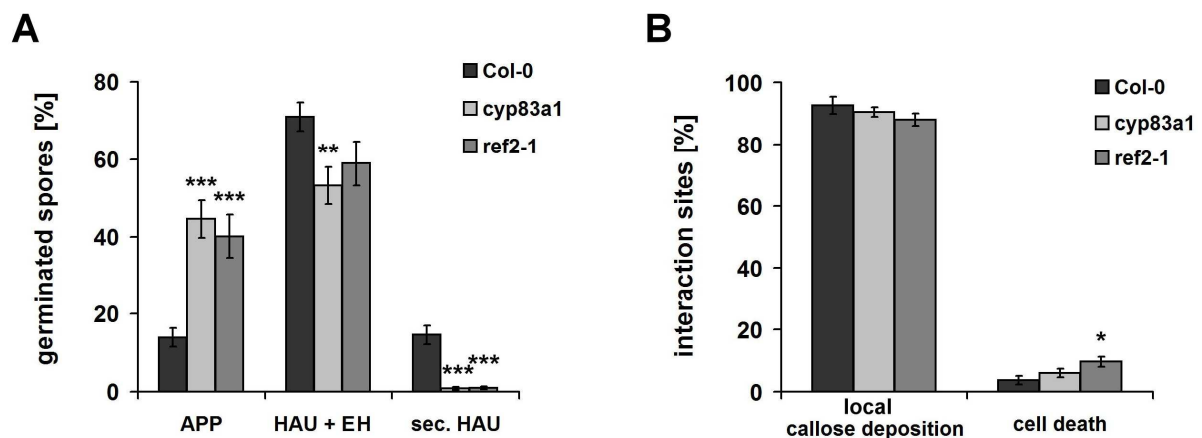 A
germinated spores [%]
80
60
40
20
0
***
***
**
***
***
APP
HAU + EH
sec. HAU
Col-0
cyp83a1
ref2-1
B
interaction sites [%]
100
80
60
40
20
0
*
local
callose deposition
cell death
Col-0
cyp83a1
ref2-1